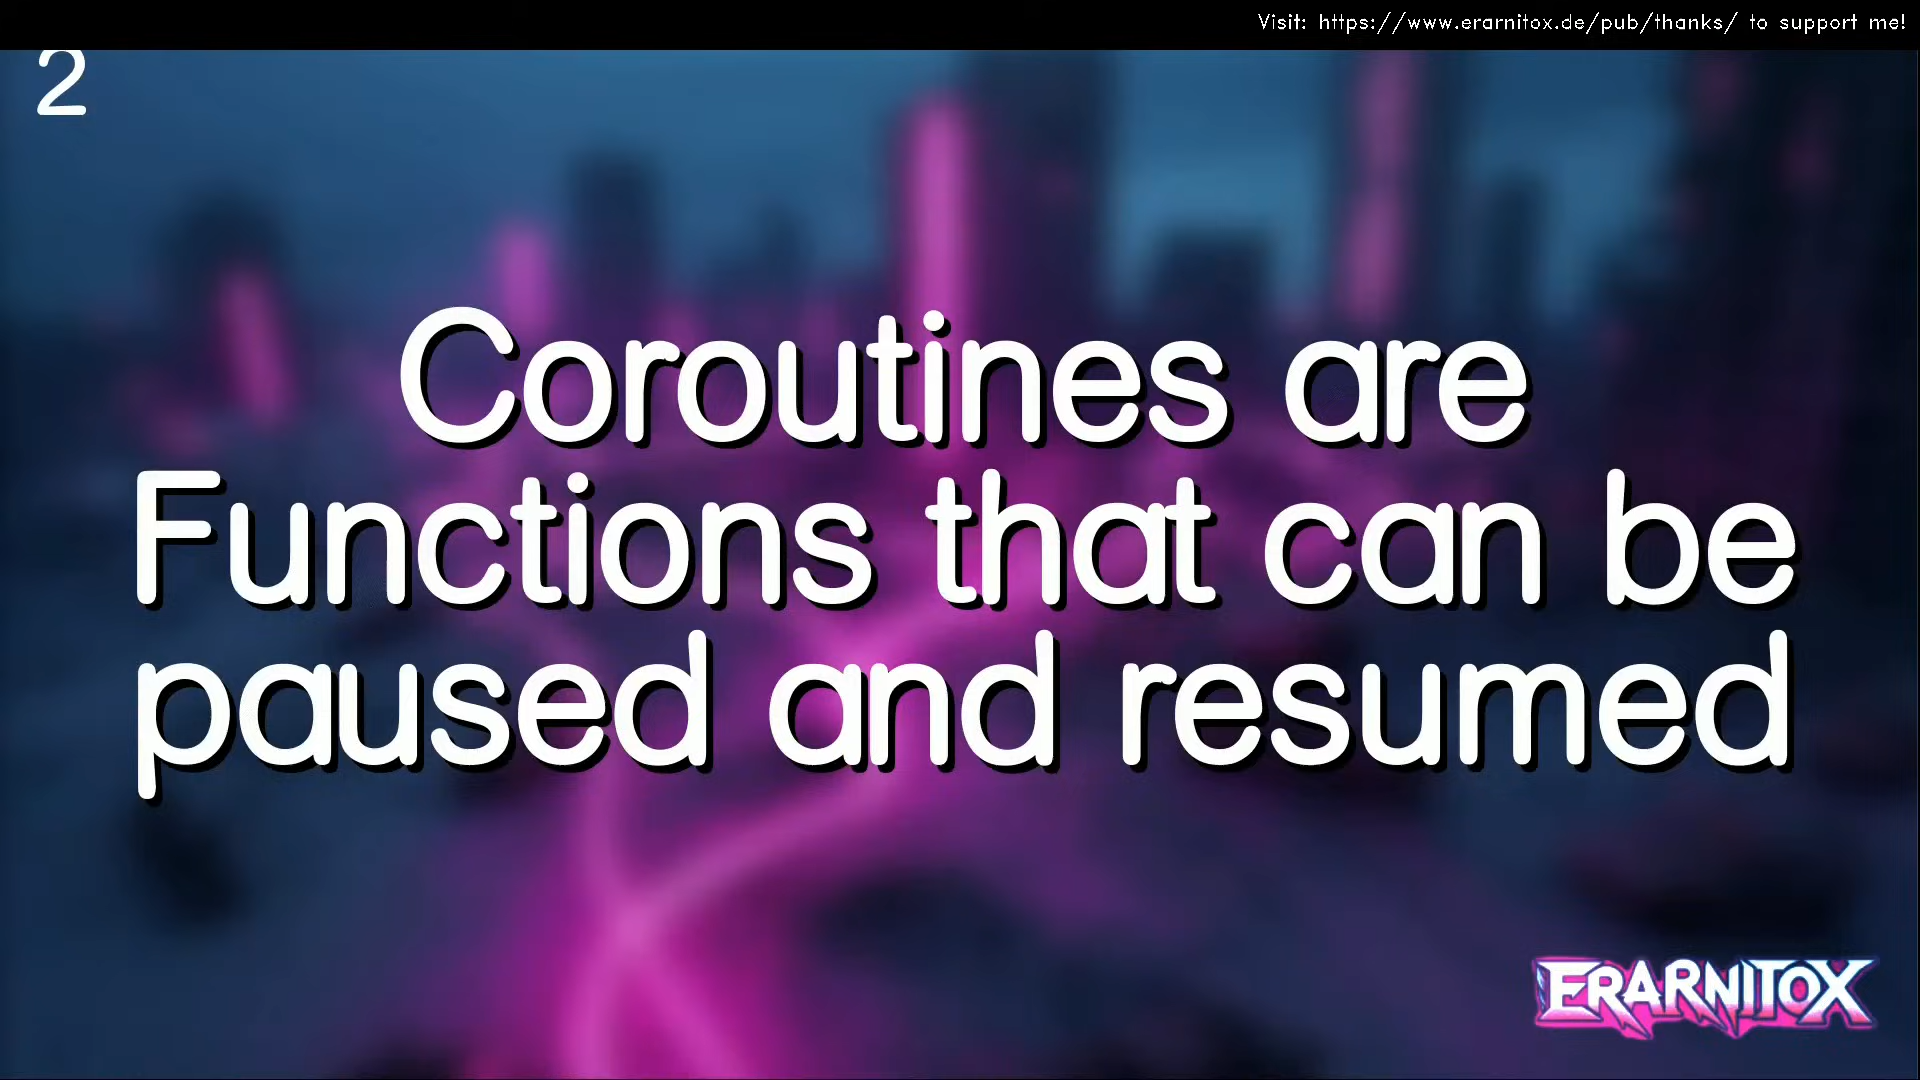 Visit: https://www.erarnitox.de/pub/thanks/ to support me!
2
Coroutines are
Functions that can be
paused and resumed
ERARNITOX